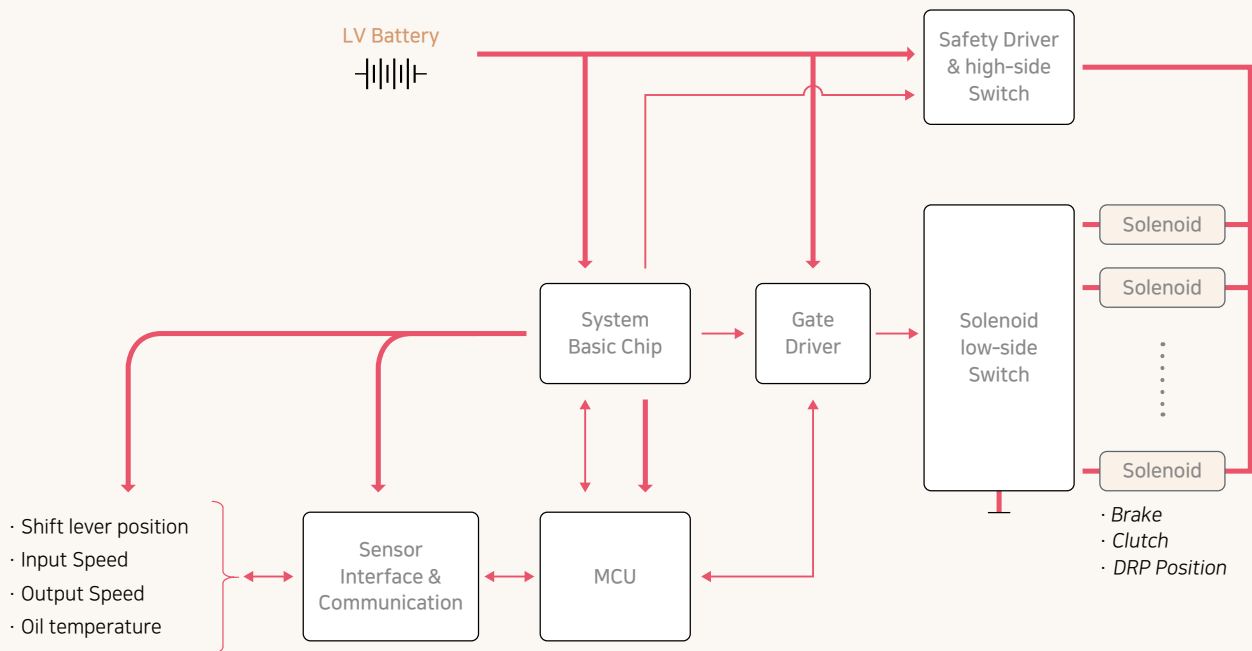 LV Battery
Safety Driver
& high-side
Switch
Solenoid
Solenoid
System
Basic Chip
Gate
Driver
Solenoid
low-side
Switch
Solenoid
· Shift lever position
· Input Speed
· Output Speed
· Oil temperature
Sensor
Interface &
Communication
MCU
· Brake
· Clutch
· DRP Position